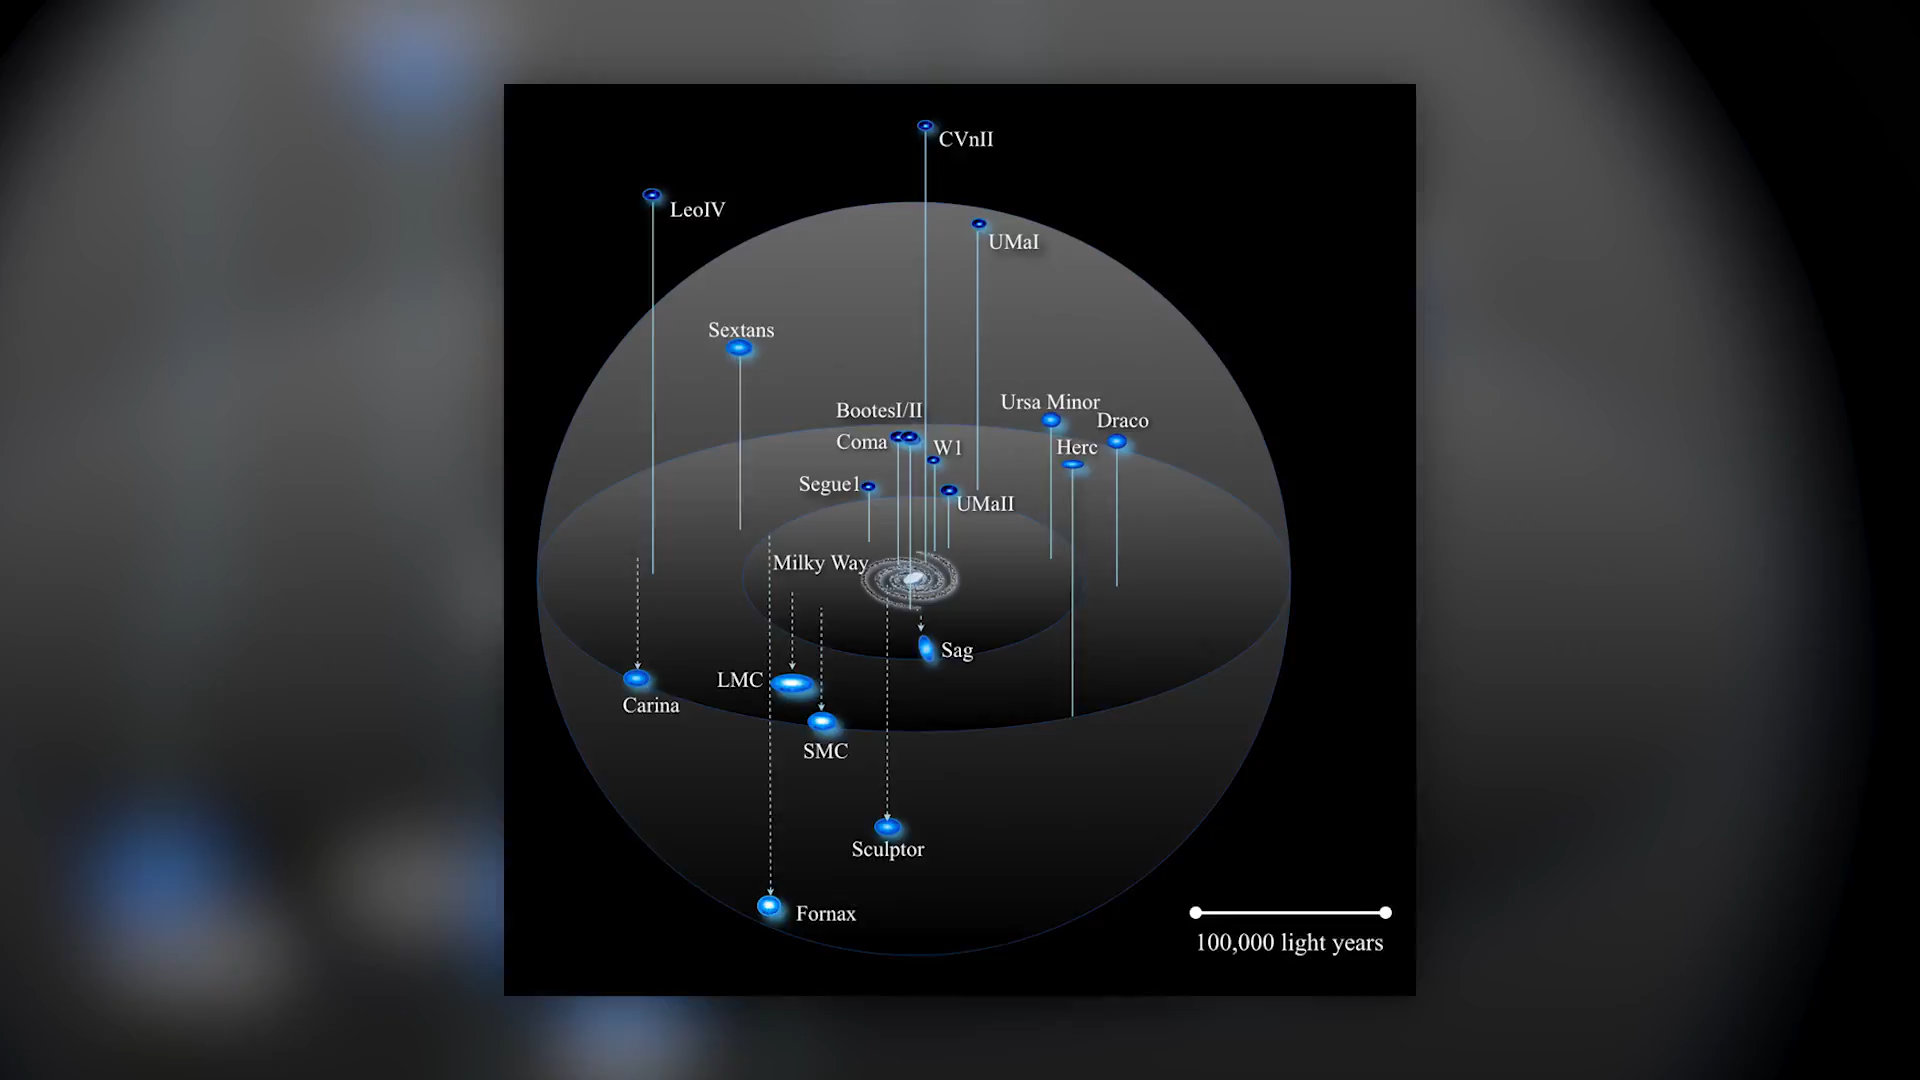 CVnII
LeoIV
UMaI
Sextans
Ursa Minor
BootesI/II
Draco
Coma
W1
Herc
Segue1
UMaII
Milky Way
Sag
LMC
Carina
SMC
Sculptor
Fornax
100,000 light years